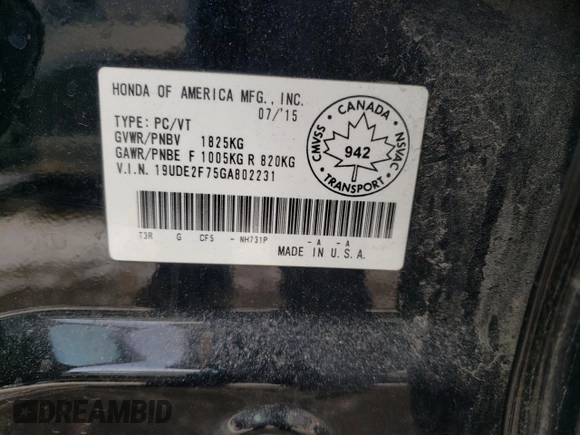 HONDA OF AMERICA MFG., INC.
07/'15
TYPE: PC/VT
GVWR/PNBV 1825KG
GAWR/PNBE F 1005KG R 820KG
V.I.N. 19UDE2F75GA802231
CANADA
CMVSS
942
NSVAC
TRANSPORT
T3R G CF5 - NH731P - A - A
MADE IN U.S.A.
DREAMBID